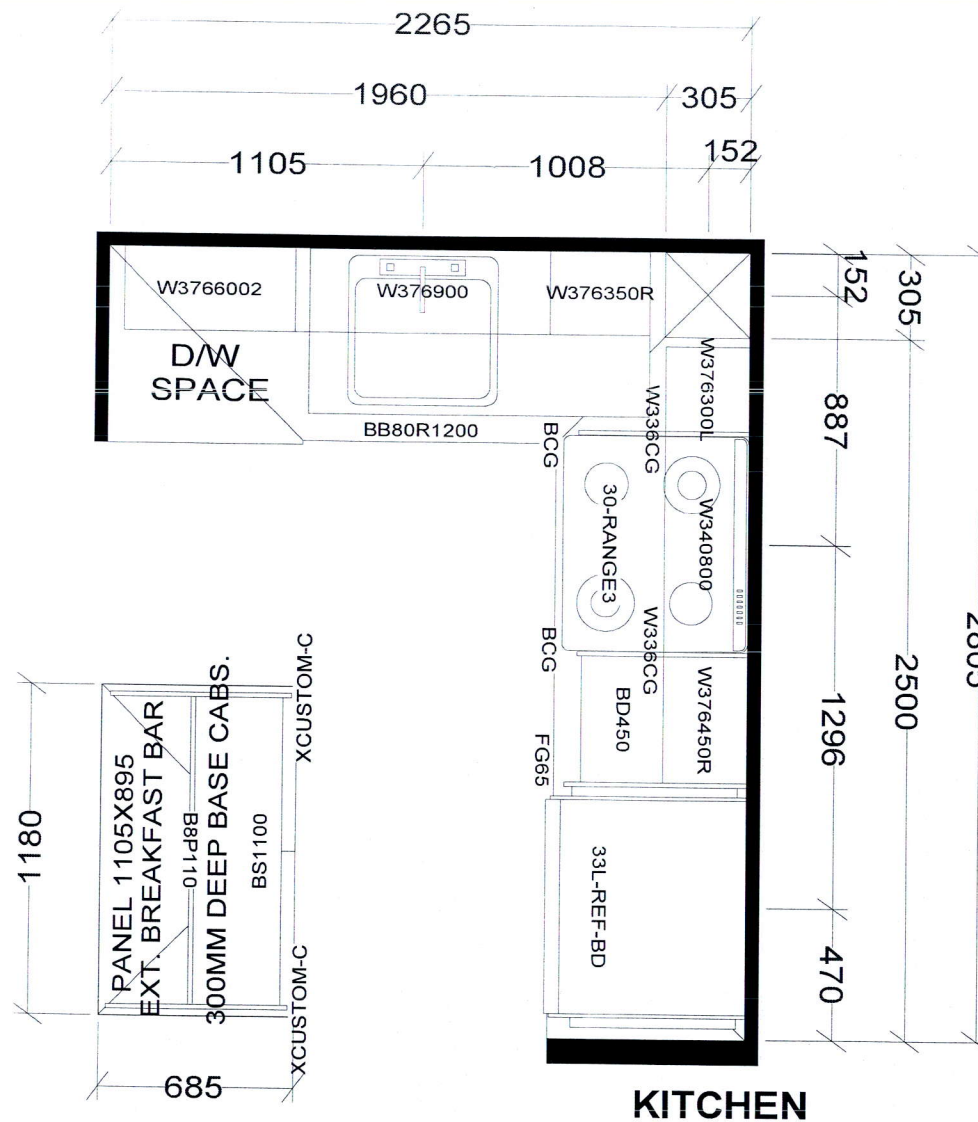 2265
1960
305
1105
1008
152
W3766002
W376900
W376350R
D/W
SPACE
BB80R1200
W376300L
W336CG
BCG
30-RANGE3
W340800
BCG
W336CG
BD450
W376450R
FG65
33L-REF-BD
152
305
887
2500
1296
470
XCUSTOM-C
PANEL 1105X895
EXT. BREAKFAST BAR
B8P110
300MM DEEP BASE CABS.
BS1100
XCUSTOM-C
1180
685
KITCHEN